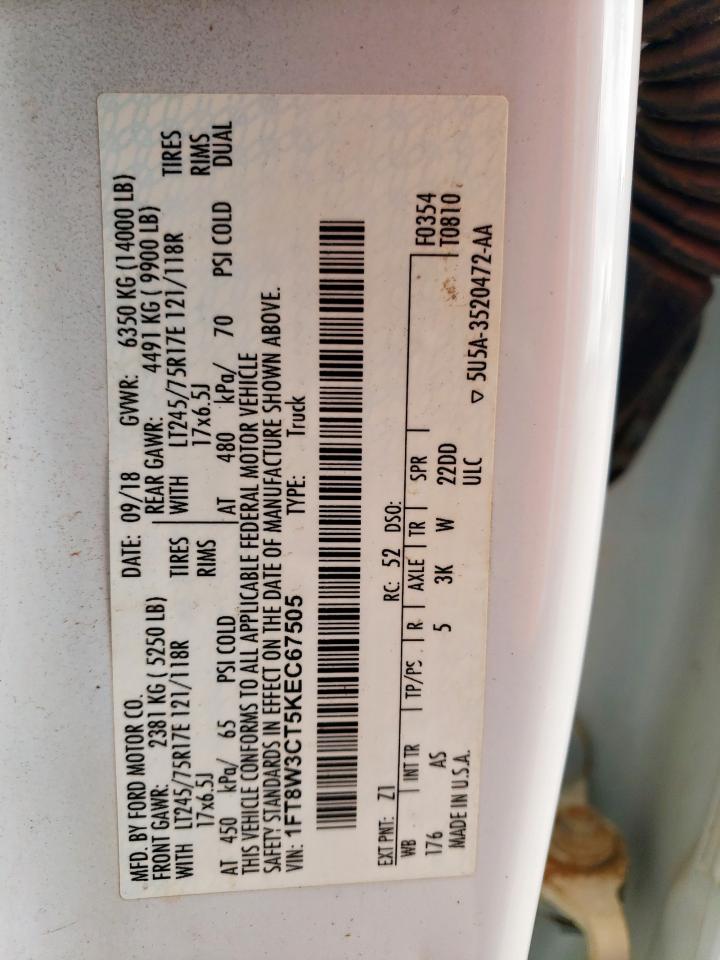 MFD. BY FORD MOTOR CO.
DATE: 09/18 GVWR: 6350 KG (14000 LB)
FRONT GAWR: 2381 KG ( 5250 LB)
REAR GAWR: 4491 KG ( 9900 LB)
WITH LT245/75R17E 121/118R TIRES
WITH LT245/75R17E 121/118R TIRES
17x6.5J RIMS
17x6.5J RIMS
AT 450 kPa/ 65 PSI COLD
AT 480 kPa/ 70 PSI COLD DUAL
THIS VEHICLE CONFORMS TO ALL APPLICABLE FEDERAL MOTOR VEHICLE
SAFETY STANDARDS IN EFFECT ON THE DATE OF MANUFACTURE SHOWN ABOVE.
VIN: 1FT8W3CT5KEC67505 TYPE: Truck
EXT PNT: Z1 RC: 52 DSO:
WB INT TR TP/PS R AXLE TR SPR F0354
176 AS 5 3K W 22DD T0810
MADE IN U.S.A. ULC
▽ 5U5A-3520472-AA